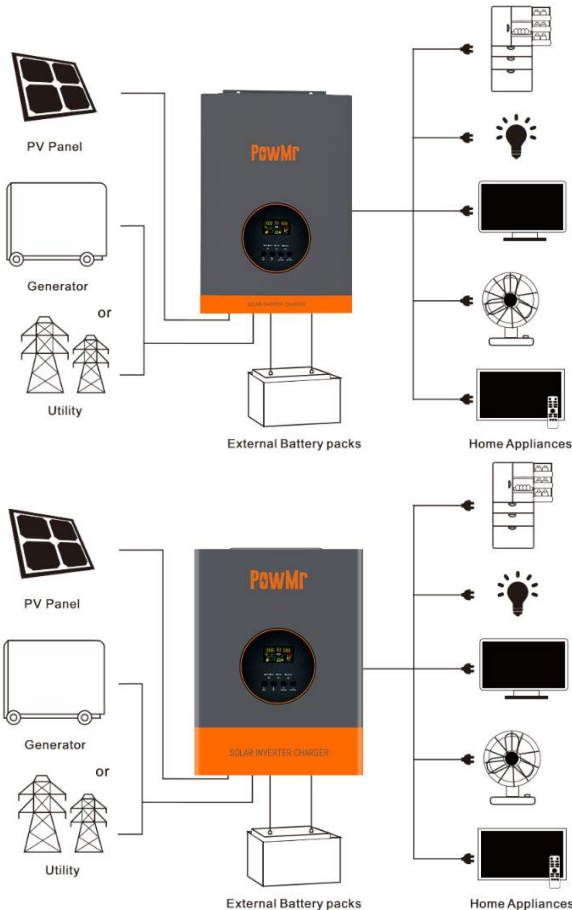 PowMr
SOLAR INVERTER CHARGER
PV Panel
Generator
or
Utility
External Battery packs
Home Appliances
PowMr
SOLAR INVERTER CHARGER
PV Panel
Generator
or
Utility
External Battery packs
Home Appliances